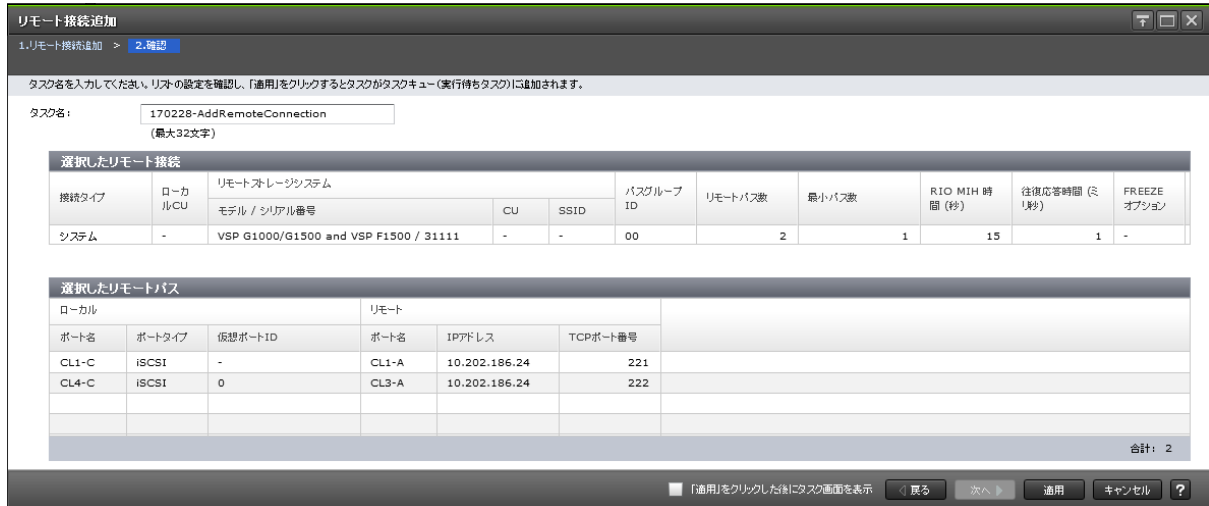 リモート接続追加
1.リモート接続追加 > 2.確認
タスク名を入力してください。リストの設定を確認し、「適用」をクリックするとタスクがタスクキュー(実行待ちタスク)に追加されます。
タスク名: 170228-AddRemoteConnection
(最大32文字)
選択したリモート接続
接続タイプ ローカルCU リモートストレージシステム パスグループID リモートパス数 最小パス数 RIO MIH 時間 (秒) 往復応答時間 (ミリ秒) FREEZE オプション
モデル / シリアル番号 CU SSID
システム - VSP G1000/G1500 and VSP F1500 / 31111 - - 00 2 1 15 1 -
選択したリモートパス
ローカル リモート
ポート名 ポートタイプ 仮想ポートID ポート名 IPアドレス TCPポート番号
CL1-C iSCSI - CL1-A 10.202.186.24 221
CL4-C iSCSI 0 CL3-A 10.202.186.24 222
合計: 2
「適用」をクリックした後にタスク画面を表示 戻る 次へ 適用 キャンセル ?